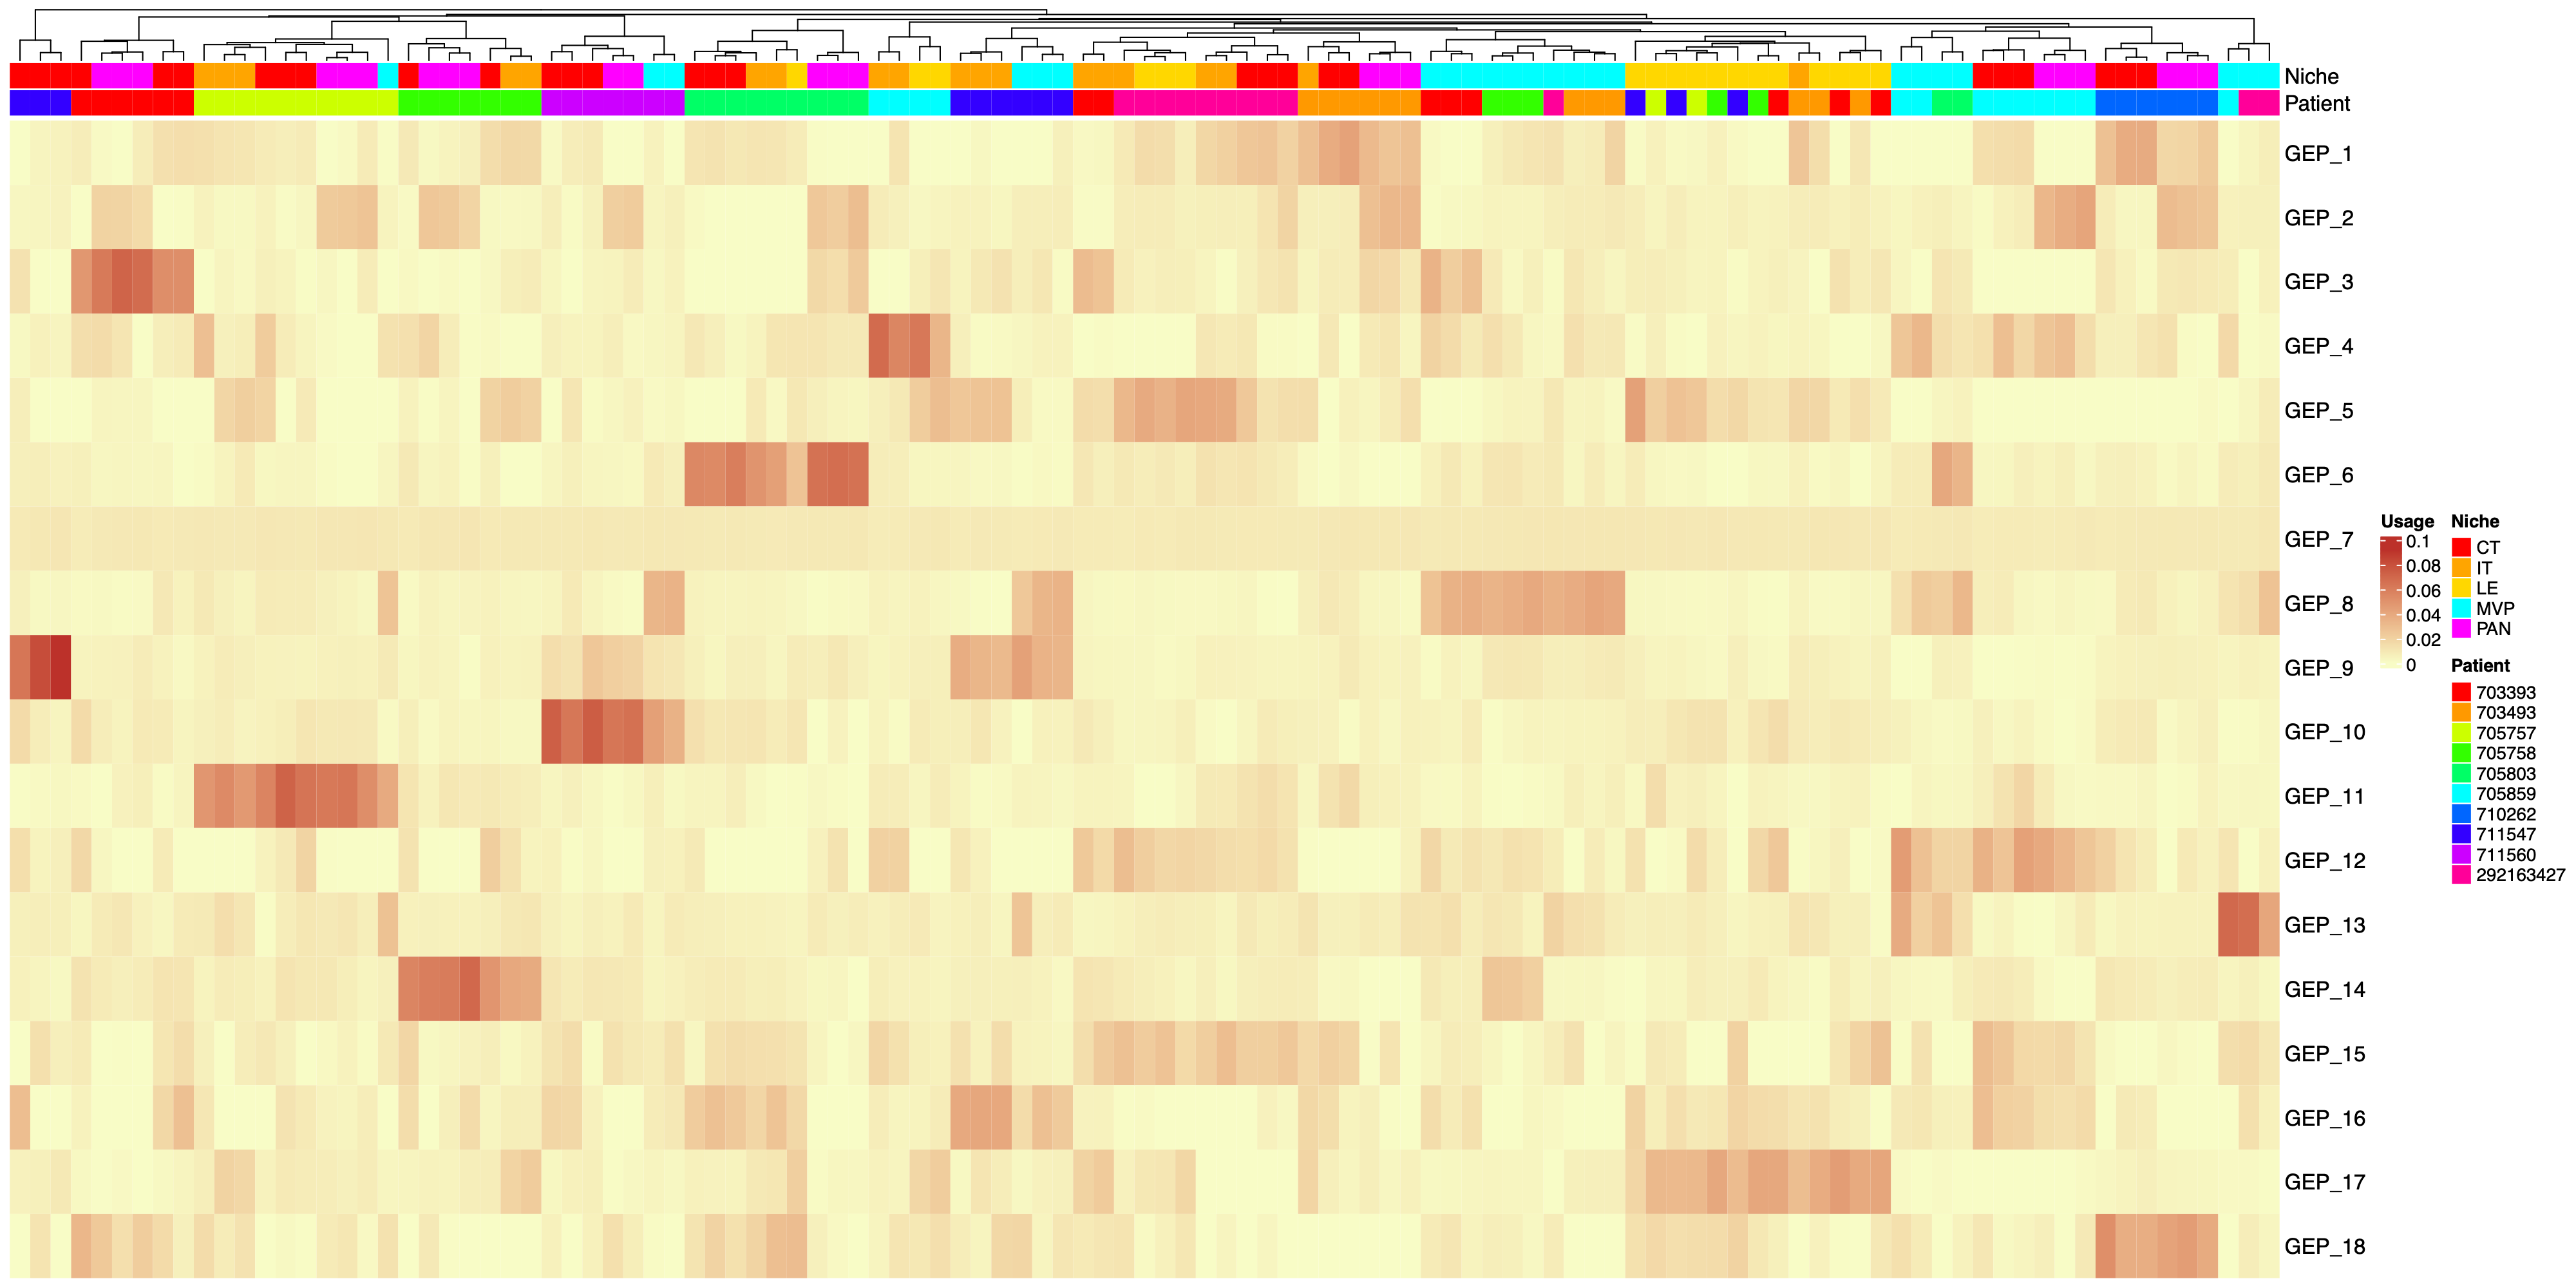 Niche
Patient
GEP_1
GEP_2
GEP_3
GEP_4
GEP_5
GEP_6
GEP_7
GEP_8
GEP_9
GEP_10
GEP_11
GEP_12
GEP_13
GEP_14
GEP_15
GEP_16
GEP_17
GEP_18
Usage
0.1
0.08
0.06
0.04
0.02
0
Niche
CT
IT
LE
MVP
PAN
Patient
703393
703493
705757
705758
705803
705859
710262
711547
711560
292163427